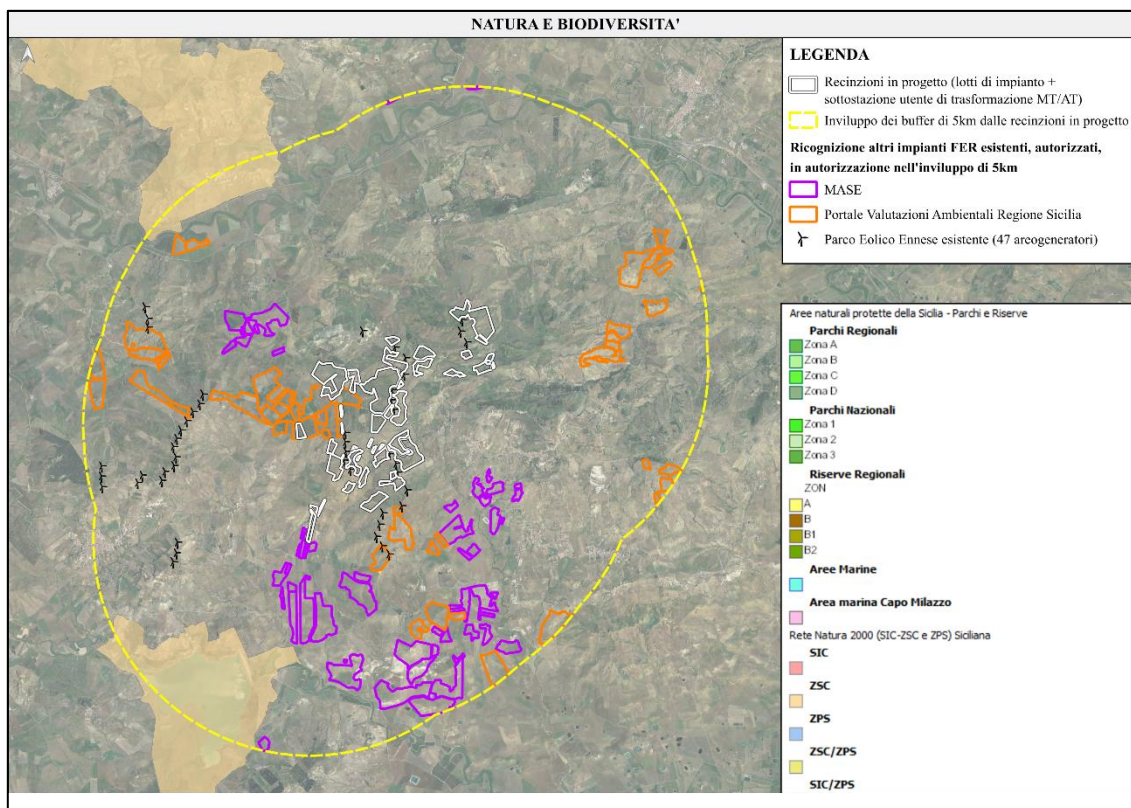 NATURA E BIODIVERSITA'
LEGENDA
Recinzioni in progetto (lotti di impianto +
sottostazione utente di trasformazione MT/AT)
Inviluppo dei buffer di 5km dalle recinzioni in progetto
Ricognizione altri impianti FER esistenti, autorizzati,
in autorizzazione nell'inviluppo di 5km
MASE
Portale Valutazioni Ambientali Regione Sicilia
Parco Eolico Ennese esistente (47 areogeneratori)
Aree naturali protette della Sicilia - Parchi e Riserve
Parchi Regionali
Zona A
Zona B
Zona C
Zona D
Parchi Nazionali
Zona 1
Zona 2
Zona 3
Riserve Regionali
ZON
A
B
B1
B2
Aree Marine
Area marina Capo Milazzo
Rete Natura 2000 (SIC-ZSC e ZPS) Siciliana
SIC
ZSC
ZPS
ZSC/ZPS
SIC/ZPS